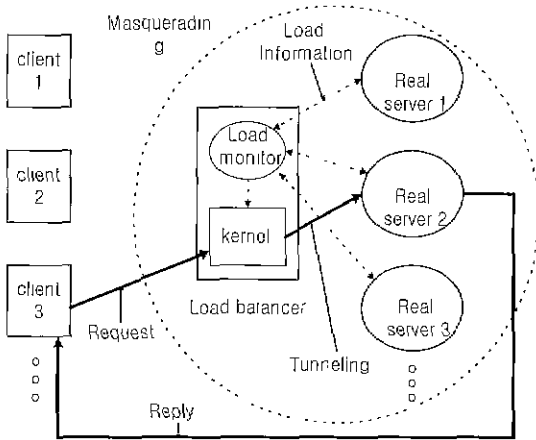 Masqueradin
g
Load
Information
client
1
Real
server 1
Load
monitor
client
2
Real
server 2
kernel
client
3
Load balancer
Real
server 3
Request
Tunneling
Reply